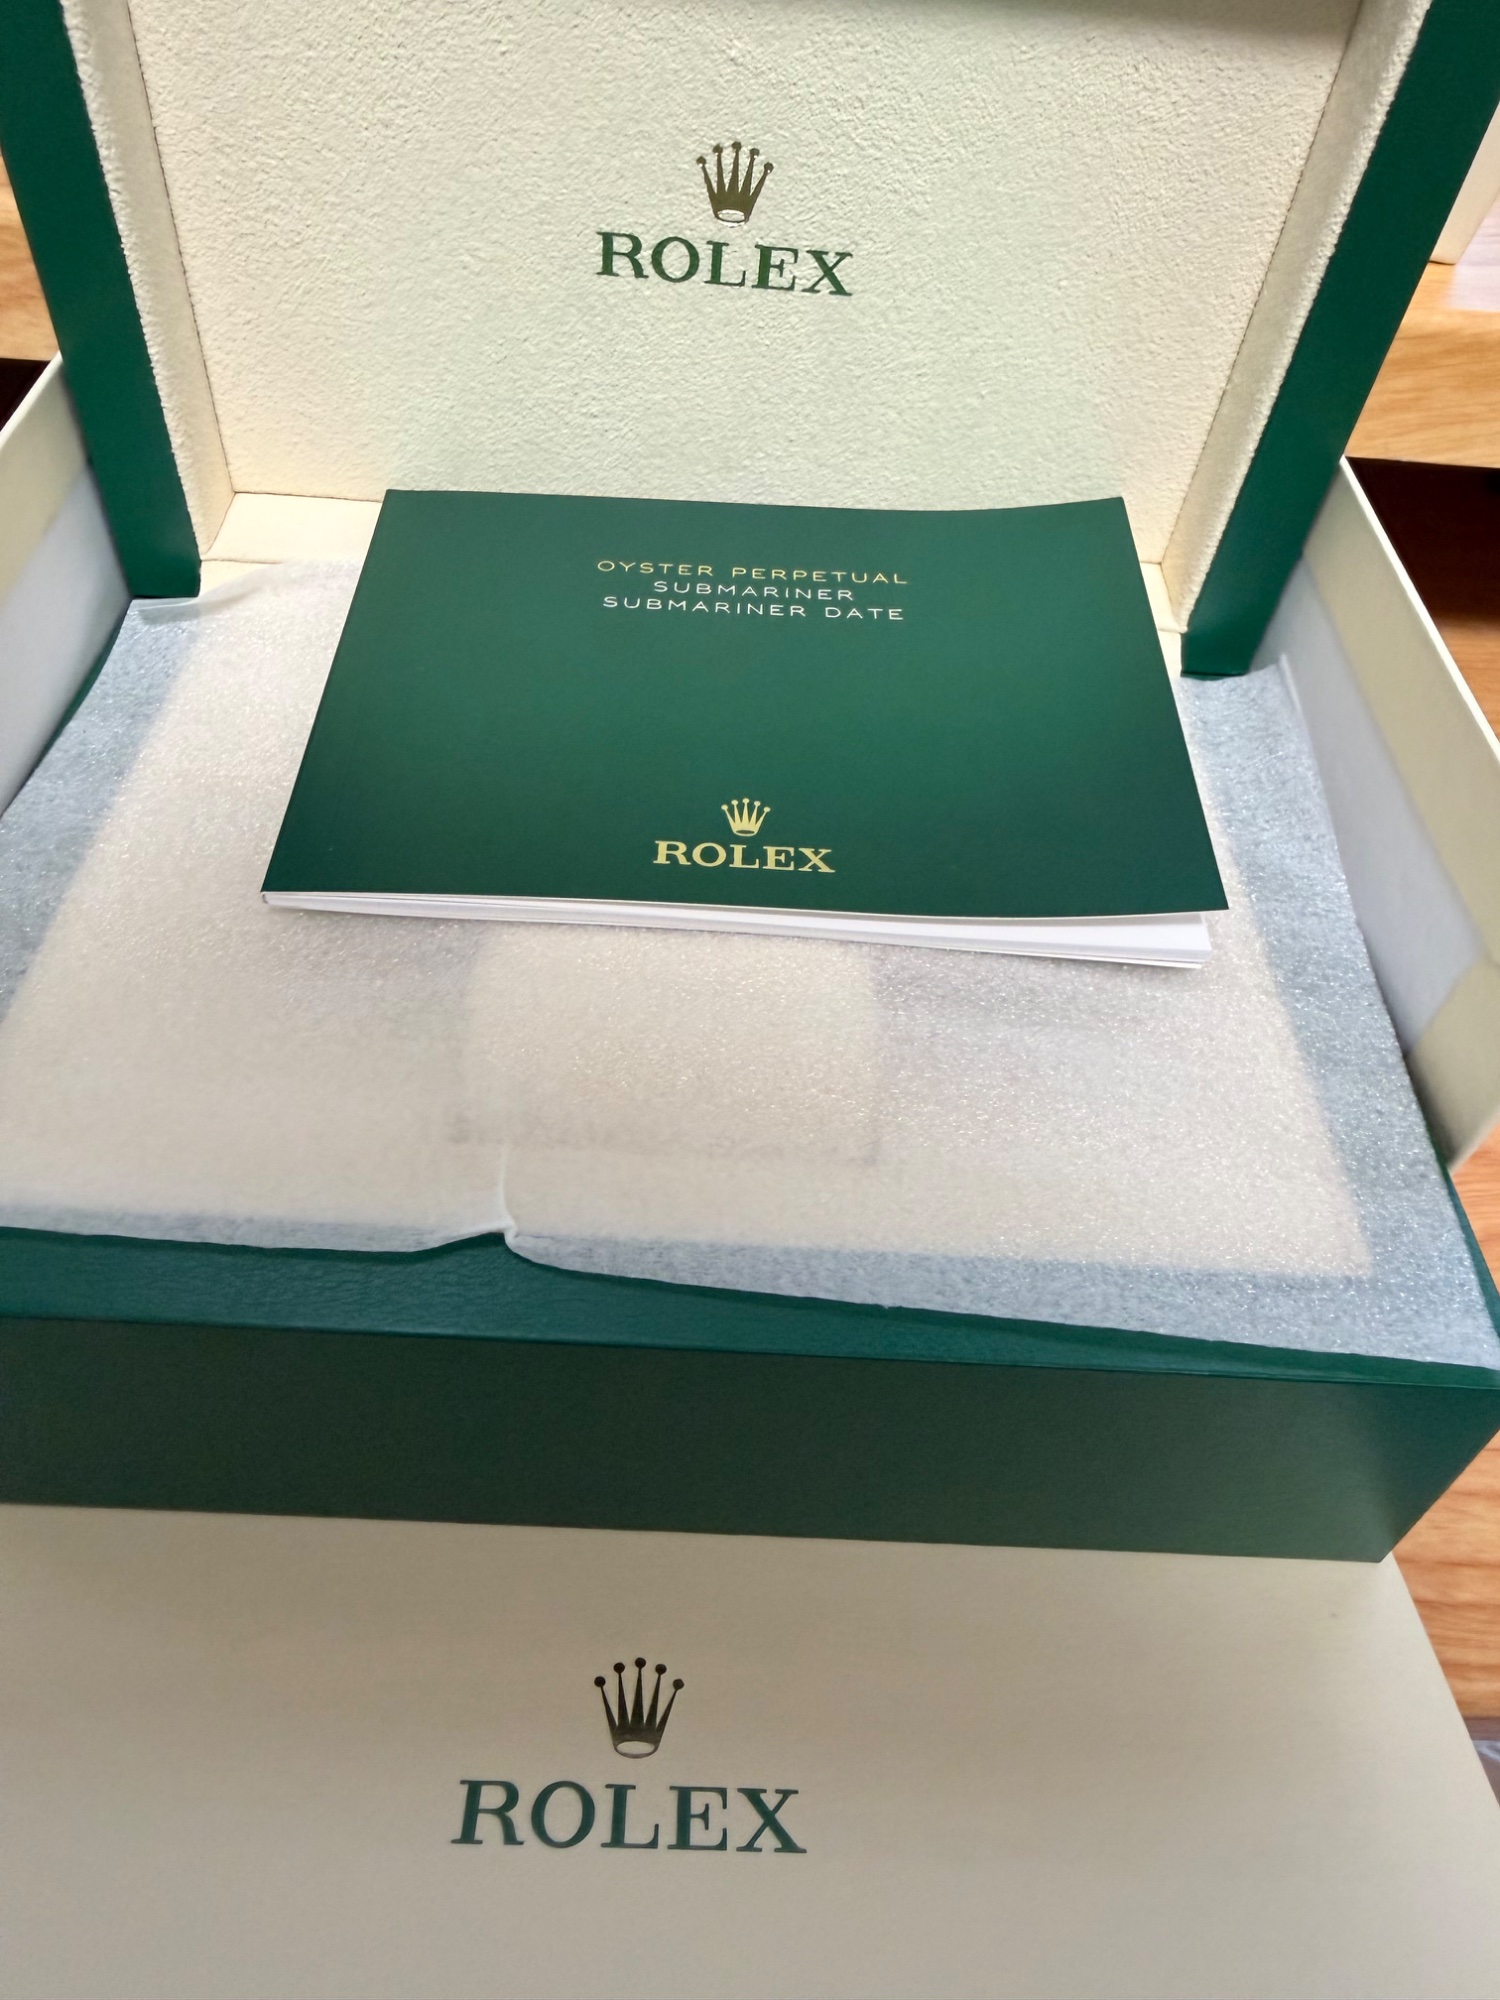 ROLEX
OYSTER PERPETUAL
SUBMARINER
SUBMARINER DATE
ROLEX
ROLEX